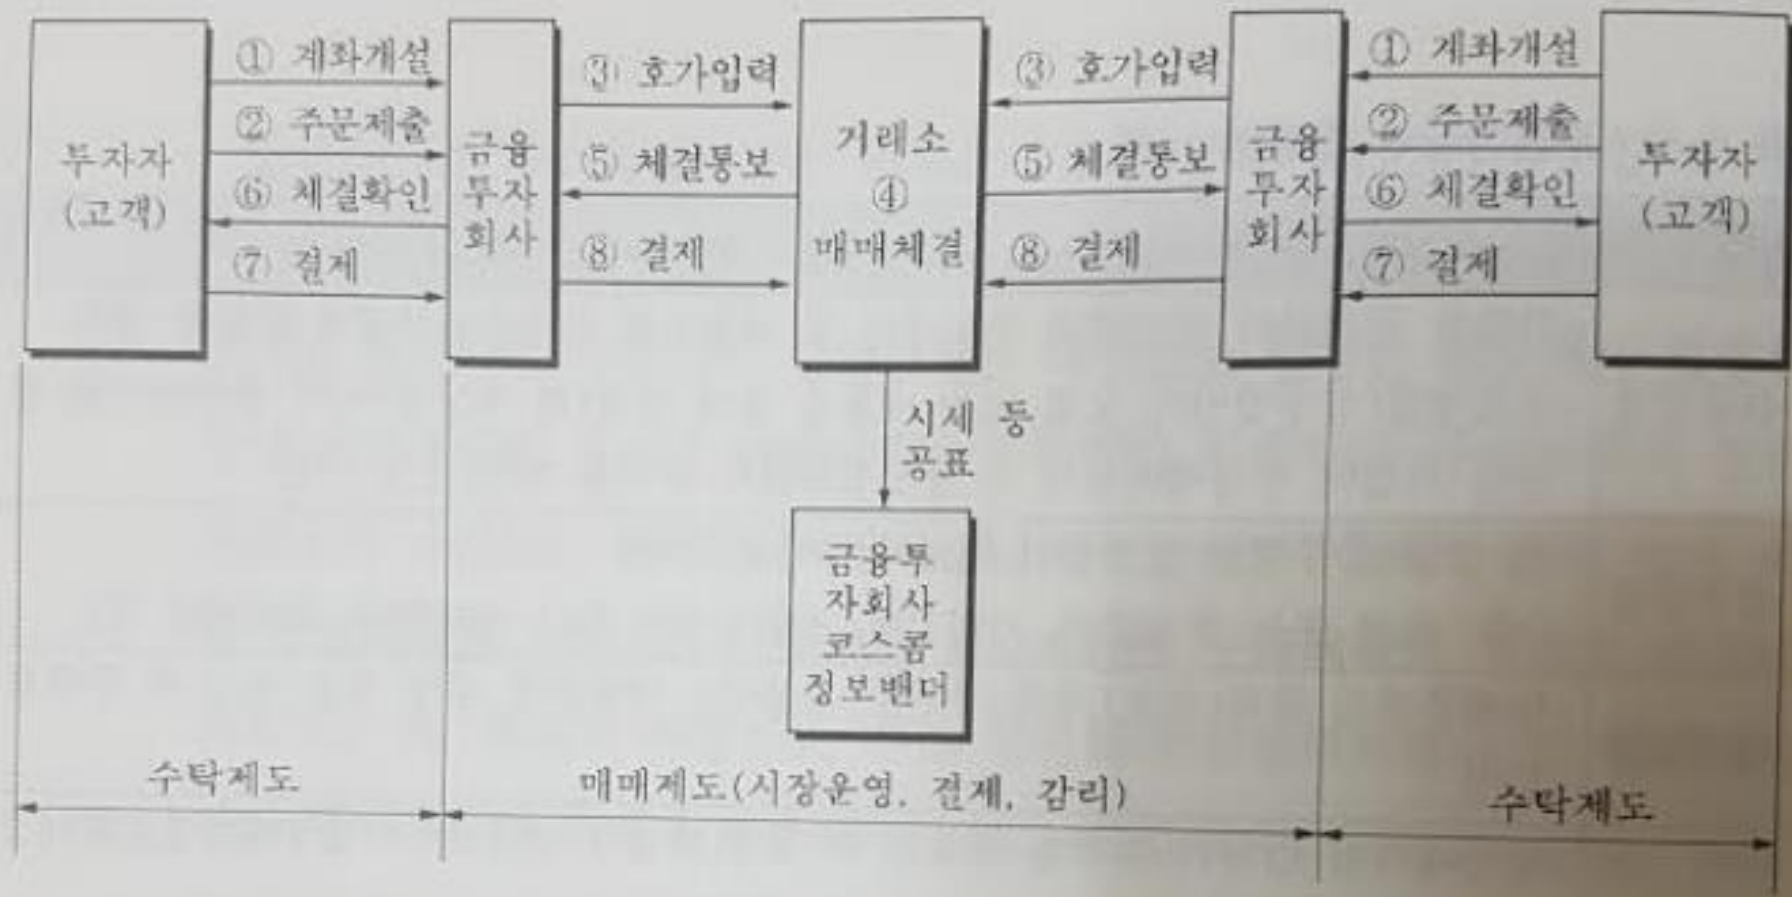 투자자
(고객)
① 계좌개설
② 주문제출
⑥ 체결확인
⑦ 결제
금융
투자
회사
③ 호가입력
⑤ 체결통보
⑧ 결제
거래소
④
매매체결
③ 호가입력
⑤ 체결통보
⑧ 결제
금융
투자
회사
① 계좌개설
② 주문제출
⑥ 체결확인
⑦ 결제
투자자
(고객)
시세 등
공표
금융투
자회사
코스콤
정보밴더
수탁제도
매매제도(시장운영, 결제, 감리)
수탁제도